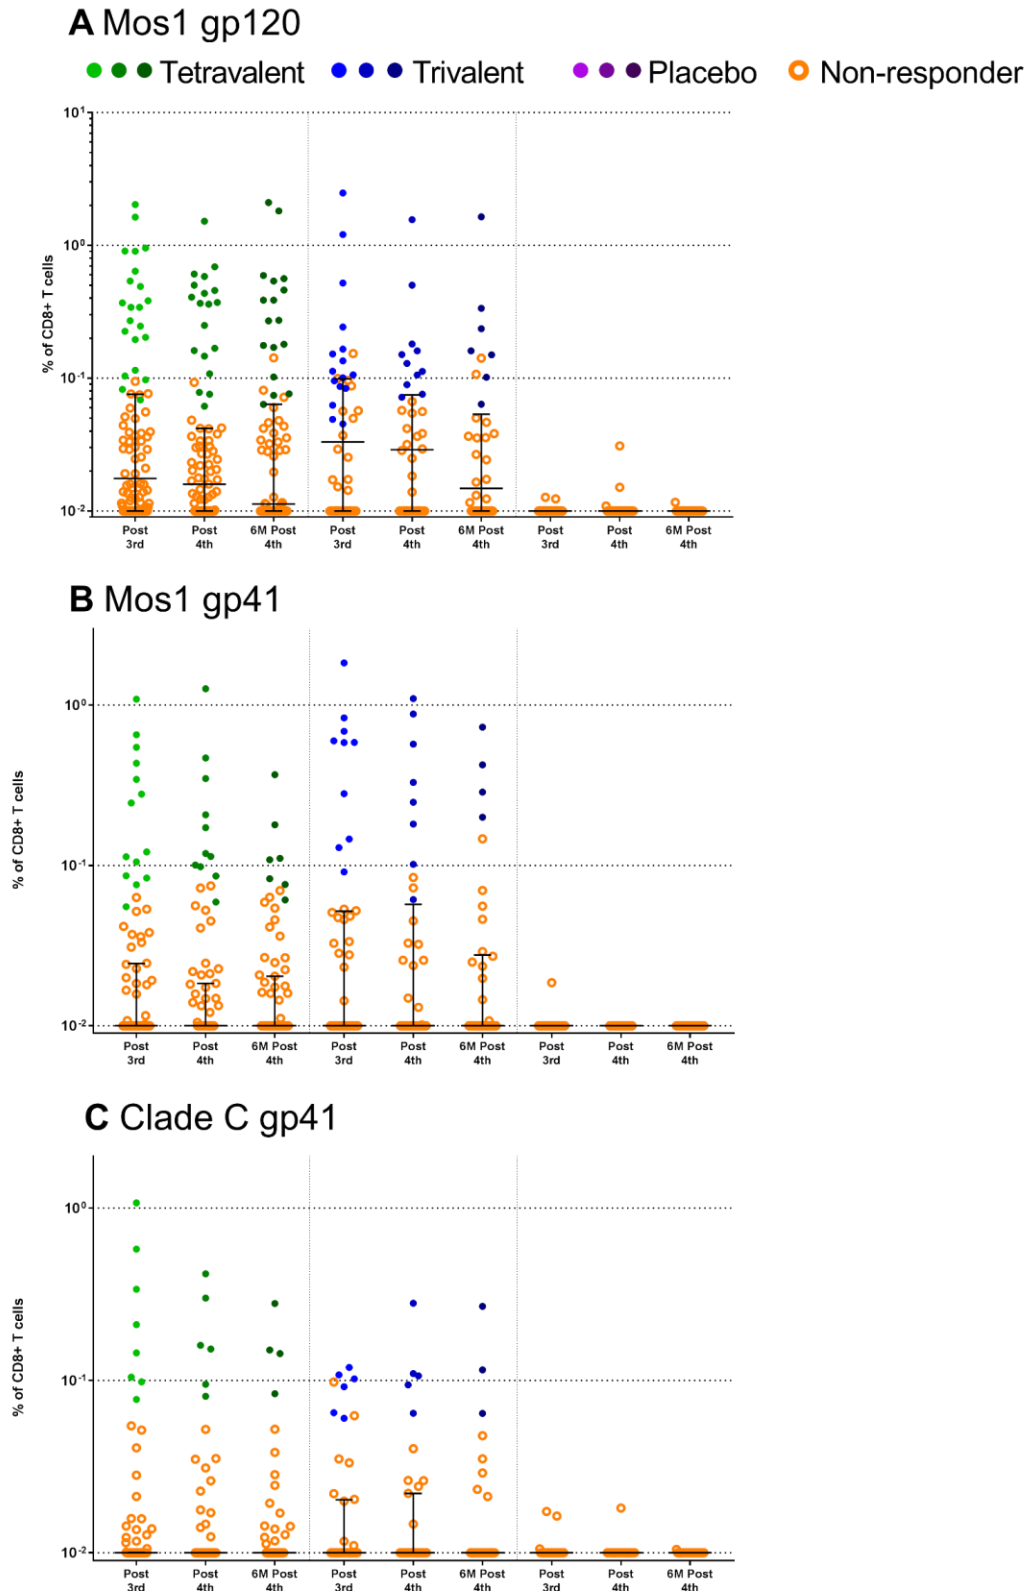 A Mos1 gp120
Tetravalent Trivalent Placebo Non-responder
% of CD8+ T cells
10¹
10⁰
10⁻¹
10⁻²
Post 3rd
Post 4th
6M Post 4th
Post 3rd
Post 4th
6M Post 4th
Post 3rd
Post 4th
6M Post 4th
B Mos1 gp41
% of CD8+ T cells
10⁰
10⁻¹
10⁻²
Post 3rd
Post 4th
6M Post 4th
Post 3rd
Post 4th
6M Post 4th
Post 3rd
Post 4th
6M Post 4th
C Clade C gp41
% of CD8+ T cells
10⁰
10⁻¹
10⁻²
Post 3rd
Post 4th
6M Post 4th
Post 3rd
Post 4th
6M Post 4th
Post 3rd
Post 4th
6M Post 4th